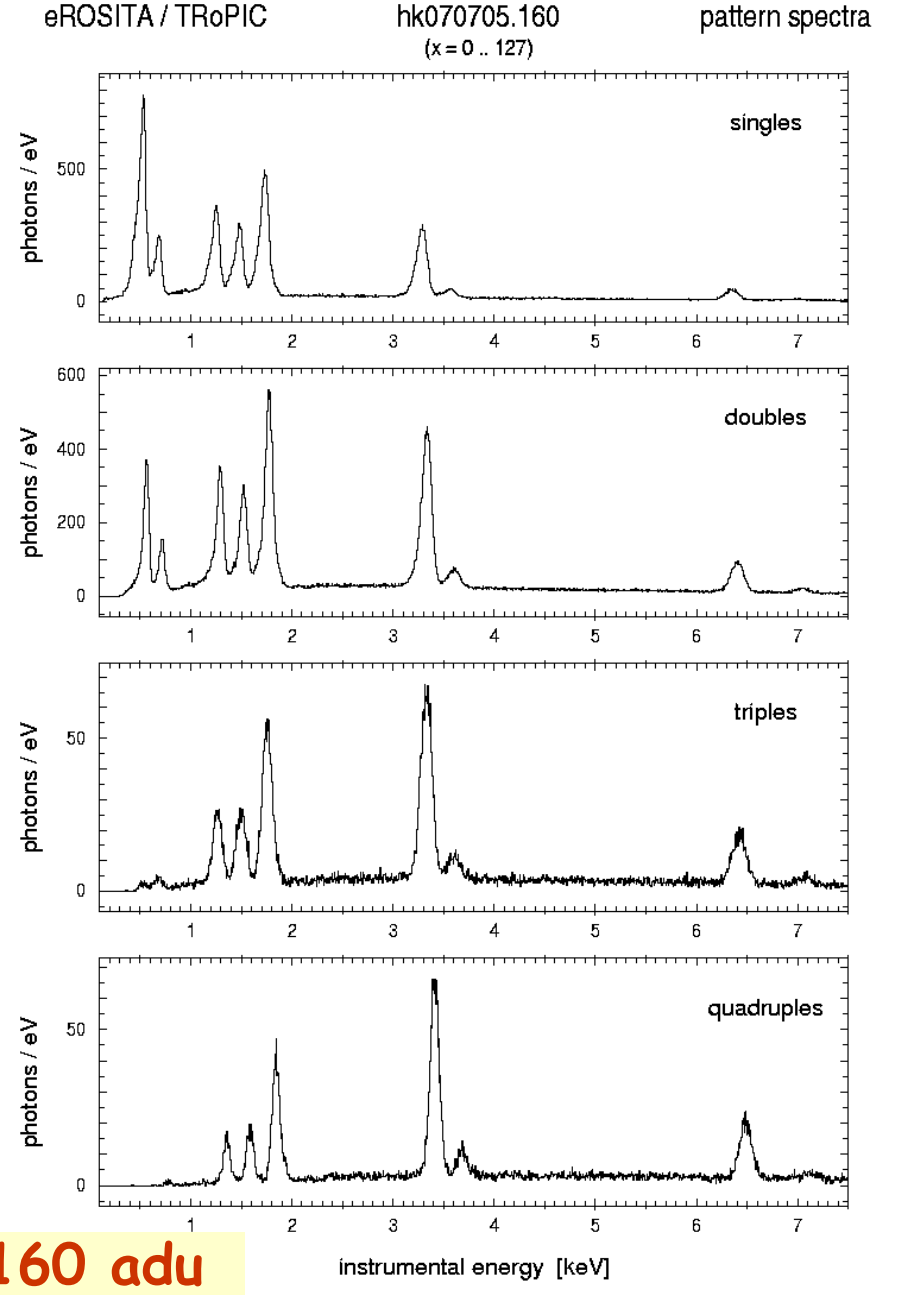 eROSITA / TRoPIC hk070705.160 pattern spectra
(x = 0 .. 127)
singles
photons / eV
500
0
1 2 3 4 5 6 7
doubles
photons / eV
600
400
200
0
1 2 3 4 5 6 7
triples
photons / eV
50
0
1 2 3 4 5 6 7
quadruples
photons / eV
50
0
1 2 3 4 5 6 7
instrumental energy [keV]
160 adu